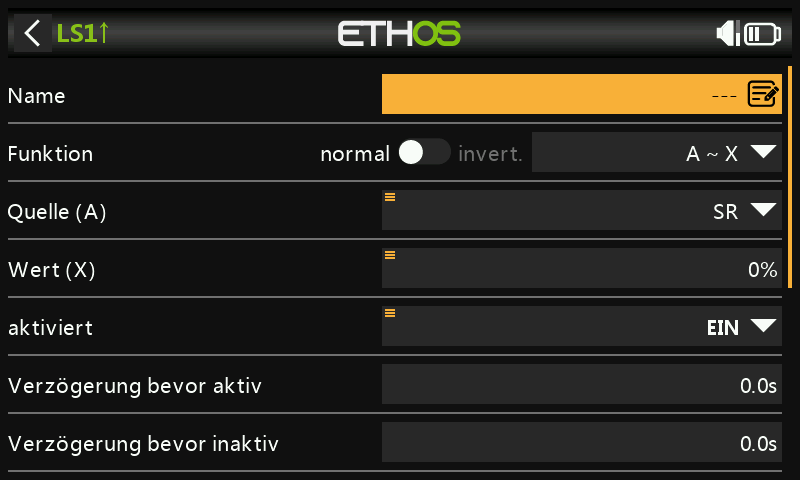 LS1↑ ETHOS
Name ---
Funktion normal invert. A ~ X
Quelle (A) SR
Wert (X) 0%
aktiviert EIN
Verzögerung bevor aktiv 0.0s
Verzögerung bevor inaktiv 0.0s